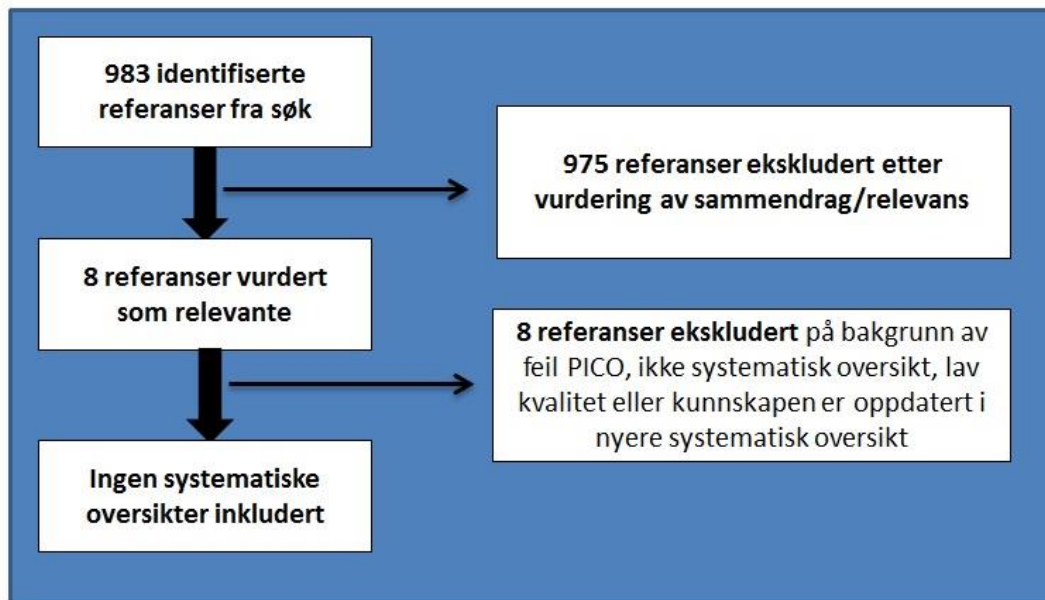 983 identifiserte
referanser fra søk
975 referanser ekskludert etter
vurdering av sammendrag/relevans
8 referanser vurdert
som relevante
8 referanser ekskludert på bakgrunn av
feil PICO, ikke systematisk oversikt, lav
kvalitet eller kunnskapen er oppdatert i
nyere systematisk oversikt
Ingen systematiske
oversikter inkludert